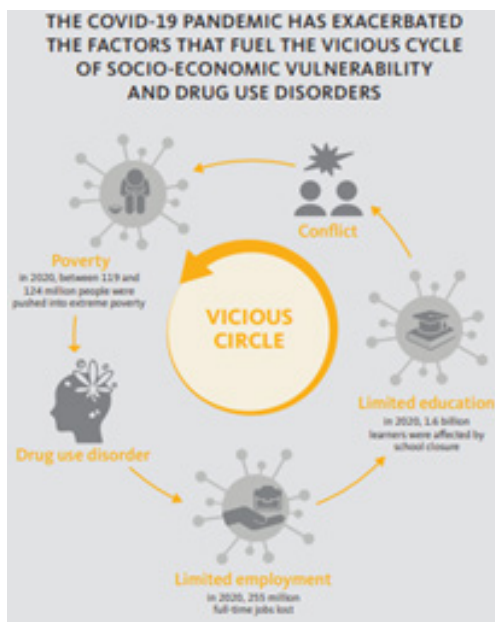 THE COVID-19 PANDEMIC HAS EXACERBATED
THE FACTORS THAT FUEL THE VICIOUS CYCLE
OF SOCIO-ECONOMIC VULNERABILITY
AND DRUG USE DISORDERS
Conflict
Poverty
in 2020, between 119 and
124 million people were
pushed into extreme poverty
VICIOUS
CIRCLE
Limited education
in 2020, 1.6 billion
learners were affected by
school closure
Drug use disorder
Limited employment
in 2020, 255 million
full-time jobs lost